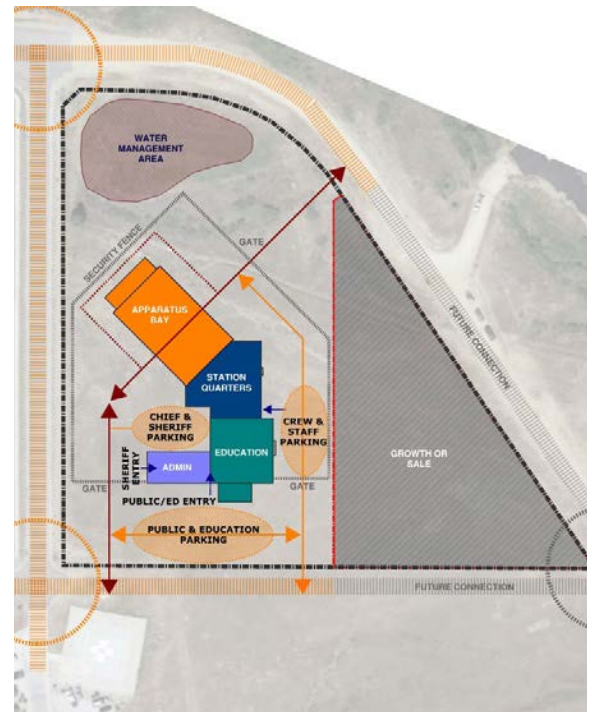 WATER
MANAGEMENT
AREA
SECURITY FENCE
GATE
APPARATUS
BAY
STATION
QUARTERS
FUTURE CONNECTION
CHIEF &
SHERIFF
PARKING
CREW &
STAFF
PARKING
SHERIFF
ENTRY
ADMIN
EDUCATION
GROWTH OR
SALE
GATE
PUBLIC/ED ENTRY
GATE
PUBLIC & EDUCATION
PARKING
FUTURE CONNECTION